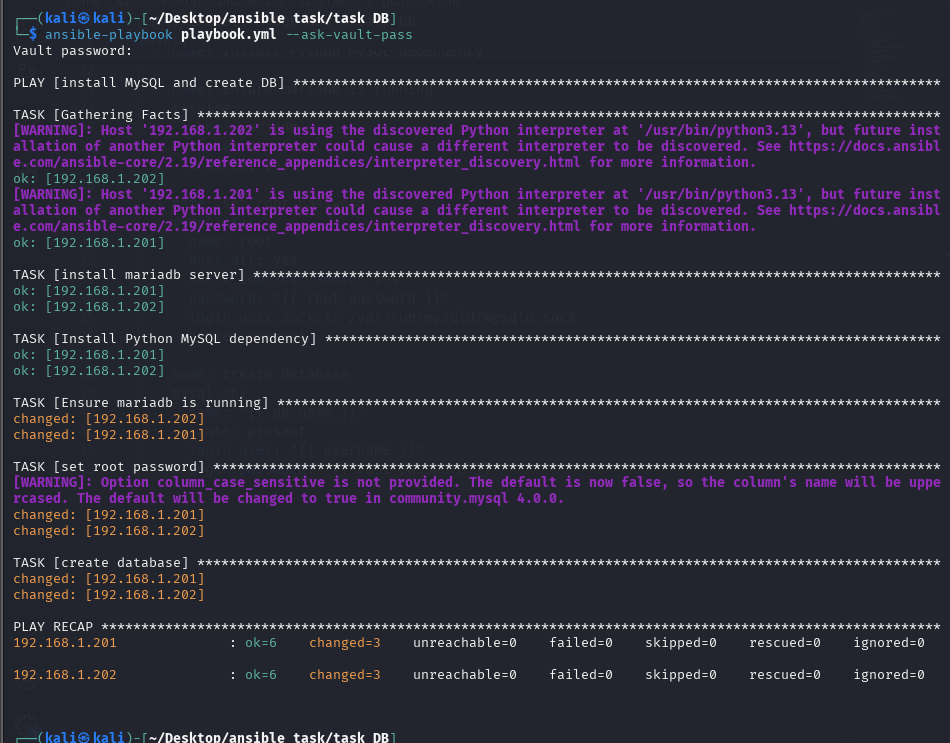 ┌──(kali㉿kali)-[~/Desktop/ansible task/task DB]
└─$ ansible-playbook playbook.yml --ask-vault-pass
Vault password:
PLAY [install MySQL and create DB] *********************************************************************************
TASK [Gathering Facts] *********************************************************************************************
[WARNING]: Host '192.168.1.202' is using the discovered Python interpreter at '/usr/bin/python3.13', but future inst
allation of another Python interpreter could cause a different interpreter to be discovered. See https://docs.ansibl
e.com/ansible-core/2.19/reference_appendices/interpreter_discovery.html for more information.
ok: [192.168.1.202]
[WARNING]: Host '192.168.1.201' is using the discovered Python interpreter at '/usr/bin/python3.13', but future inst
allation of another Python interpreter could cause a different interpreter to be discovered. See https://docs.ansibl
e.com/ansible-core/2.19/reference_appendices/interpreter_discovery.html for more information.
ok: [192.168.1.201]
TASK [install mariadb server] **************************************************************************************
ok: [192.168.1.201]
ok: [192.168.1.202]
TASK [Install Python MySQL dependency] *****************************************************************************
ok: [192.168.1.201]
ok: [192.168.1.202]
TASK [Ensure mariadb is running] ***********************************************************************************
changed: [192.168.1.202]
changed: [192.168.1.201]
TASK [set root password] *******************************************************************************************
[WARNING]: Option column_case_sensitive is not provided. The default is now false, so the column's name will be uppe
rcased. The default will be changed to true in community.mysql 4.0.0.
changed: [192.168.1.201]
changed: [192.168.1.202]
TASK [create database] *********************************************************************************************
changed: [192.168.1.201]
changed: [192.168.1.202]
PLAY RECAP *********************************************************************************************************
192.168.1.201              : ok=6    changed=3    unreachable=0    failed=0    skipped=0    rescued=0    ignored=0
192.168.1.202              : ok=6    changed=3    unreachable=0    failed=0    skipped=0    rescued=0    ignored=0
┌──(kali㉿kali)-[~/Desktop/ansible task/task DB]